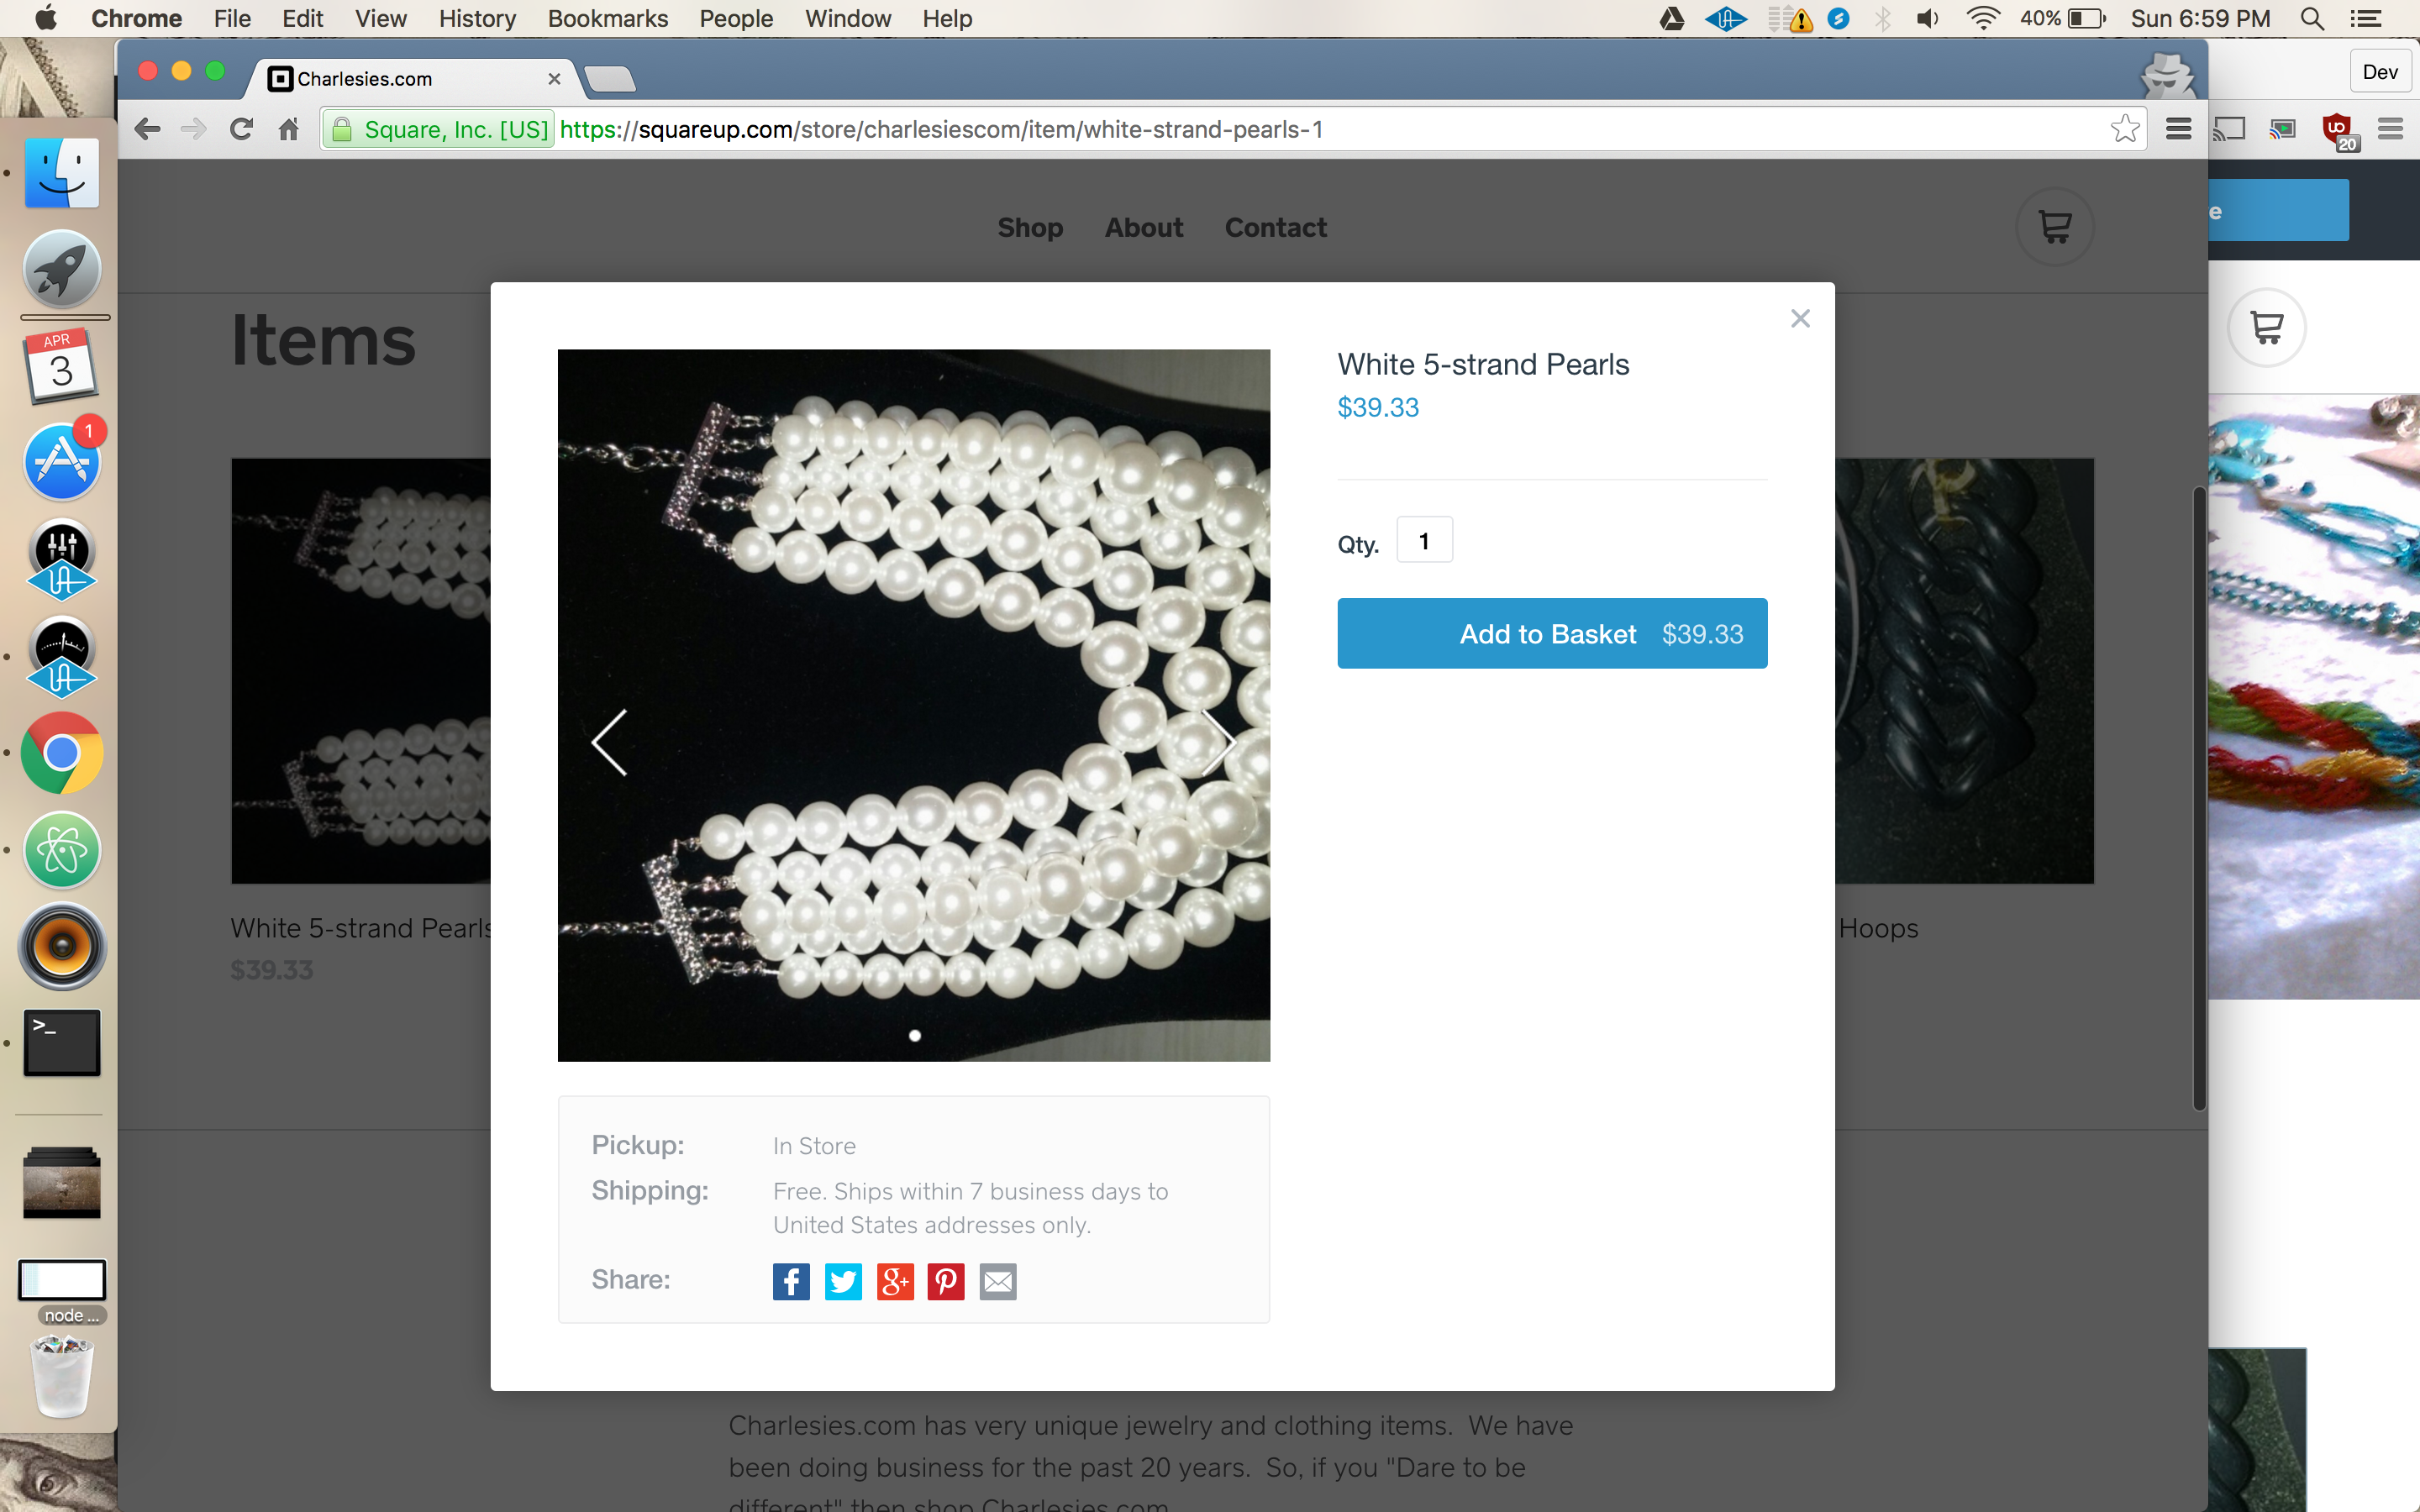 Chrome File Edit View History Bookmarks People Window Help 40% Sun 6:59 PM
Charlesies.com
Dev
Square, Inc. [US] https://squareup.com/store/charlesiescom/item/white-strand-pearls-1
20
APR
3
1
>_
node ...
Shop About Contact
e
Items
White 5-strand Pearls
$39.33
Hoops
White 5-strand Pearls
$39.33
Qty. 1
Add to Basket $39.33
Pickup: In Store
Shipping: Free. Ships within 7 business days to
United States addresses only.
Share: f g+
Charlesies.com has very unique jewelry and clothing items. We have
been doing business for the past 20 years. So, if you "Dare to be
different" then shop Charlesies.com